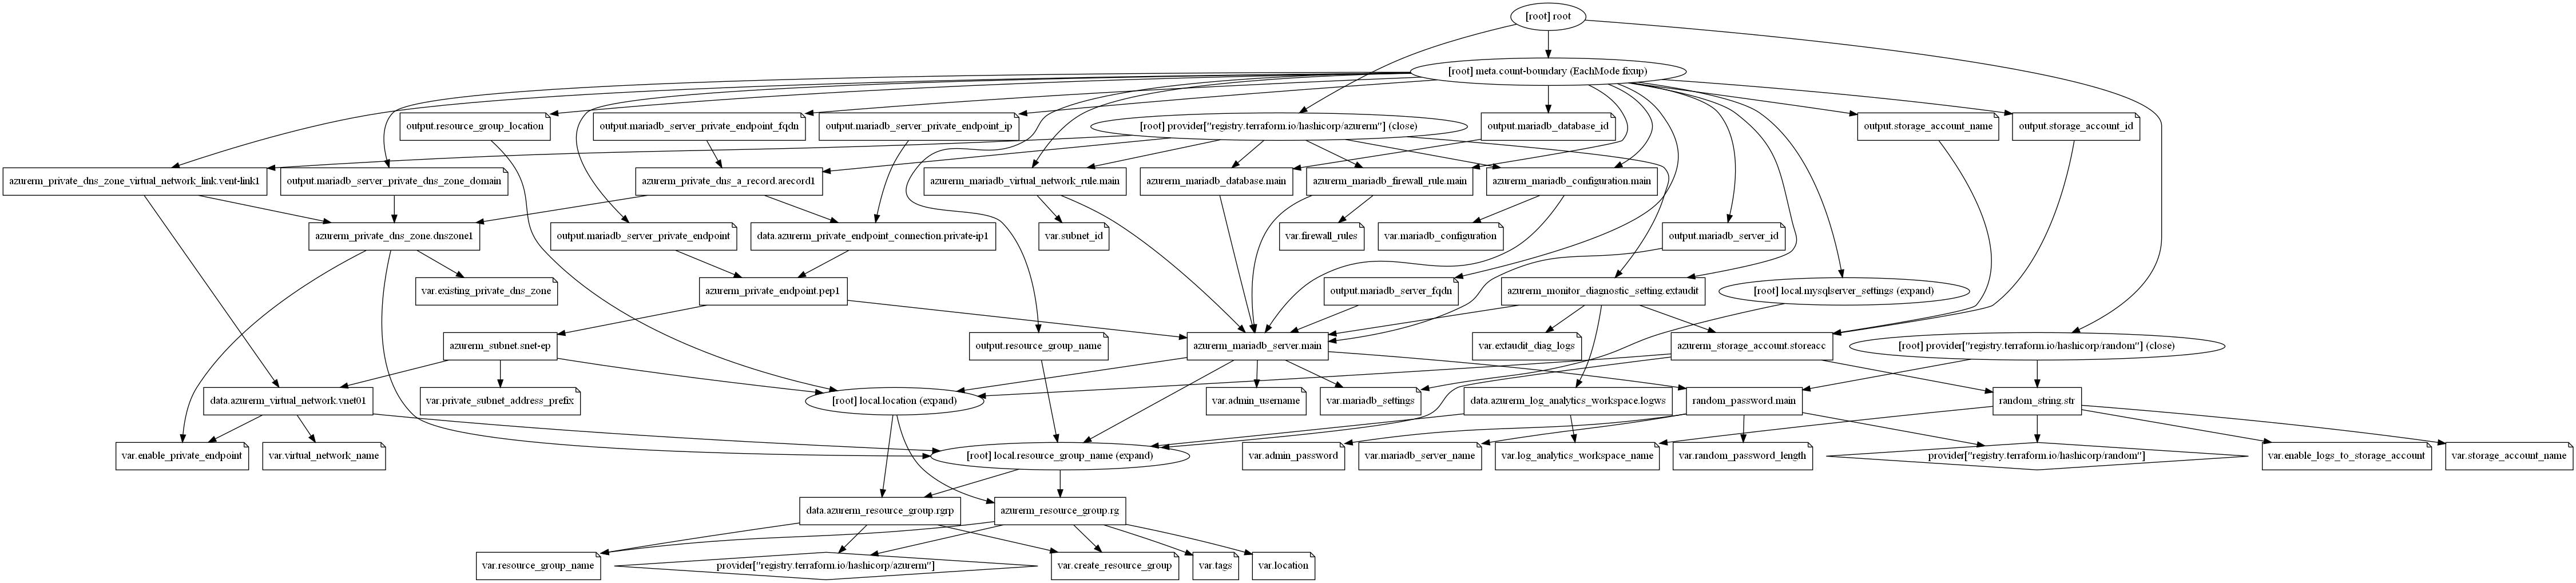 [root] root
[root] meta.count-boundary (EachMode fixup)
output.resource_group_location
output.mariadb_server_private_endpoint_fqdn
output.mariadb_server_private_endpoint_ip
[root] provider["registry.terraform.io/hashicorp/azurerm"] (close)
output.mariadb_database_id
output.storage_account_name
output.storage_account_id
azurerm_private_dns_zone_virtual_network_link.vent-link1
output.mariadb_server_private_dns_zone_domain
azurerm_private_dns_a_record.arecord1
azurerm_mariadb_virtual_network_rule.main
azurerm_mariadb_database.main
azurerm_mariadb_firewall_rule.main
azurerm_mariadb_configuration.main
azurerm_private_dns_zone.dnszone1
output.mariadb_server_private_endpoint
data.azurerm_private_endpoint_connection.private-ip1
var.subnet_id
var.firewall_rules
var.mariadb_configuration
output.mariadb_server_id
var.existing_private_dns_zone
azurerm_private_endpoint.pep1
output.mariadb_server_fqdn
azurerm_monitor_diagnostic_setting.extaudit
[root] local.mysqlserver_settings (expand)
azurerm_subnet.snet-ep
output.resource_group_name
azurerm_mariadb_server.main
var.extaudit_diag_logs
azurerm_storage_account.storeacc
[root] provider["registry.terraform.io/hashicorp/random"] (close)
data.azurerm_virtual_network.vnet01
var.private_subnet_address_prefix
[root] local.location (expand)
var.admin_username
var.mariadb_settings
data.azurerm_log_analytics_workspace.logws
random_password.main
random_string.str
var.enable_private_endpoint
var.virtual_network_name
[root] local.resource_group_name (expand)
var.admin_password
var.mariadb_server_name
var.log_analytics_workspace_name
var.random_password_length
provider["registry.terraform.io/hashicorp/random"]
var.enable_logs_to_storage_account
var.storage_account_name
data.azurerm_resource_group.rgrp
azurerm_resource_group.rg
var.resource_group_name
provider["registry.terraform.io/hashicorp/azurerm"]
var.create_resource_group
var.tags
var.location